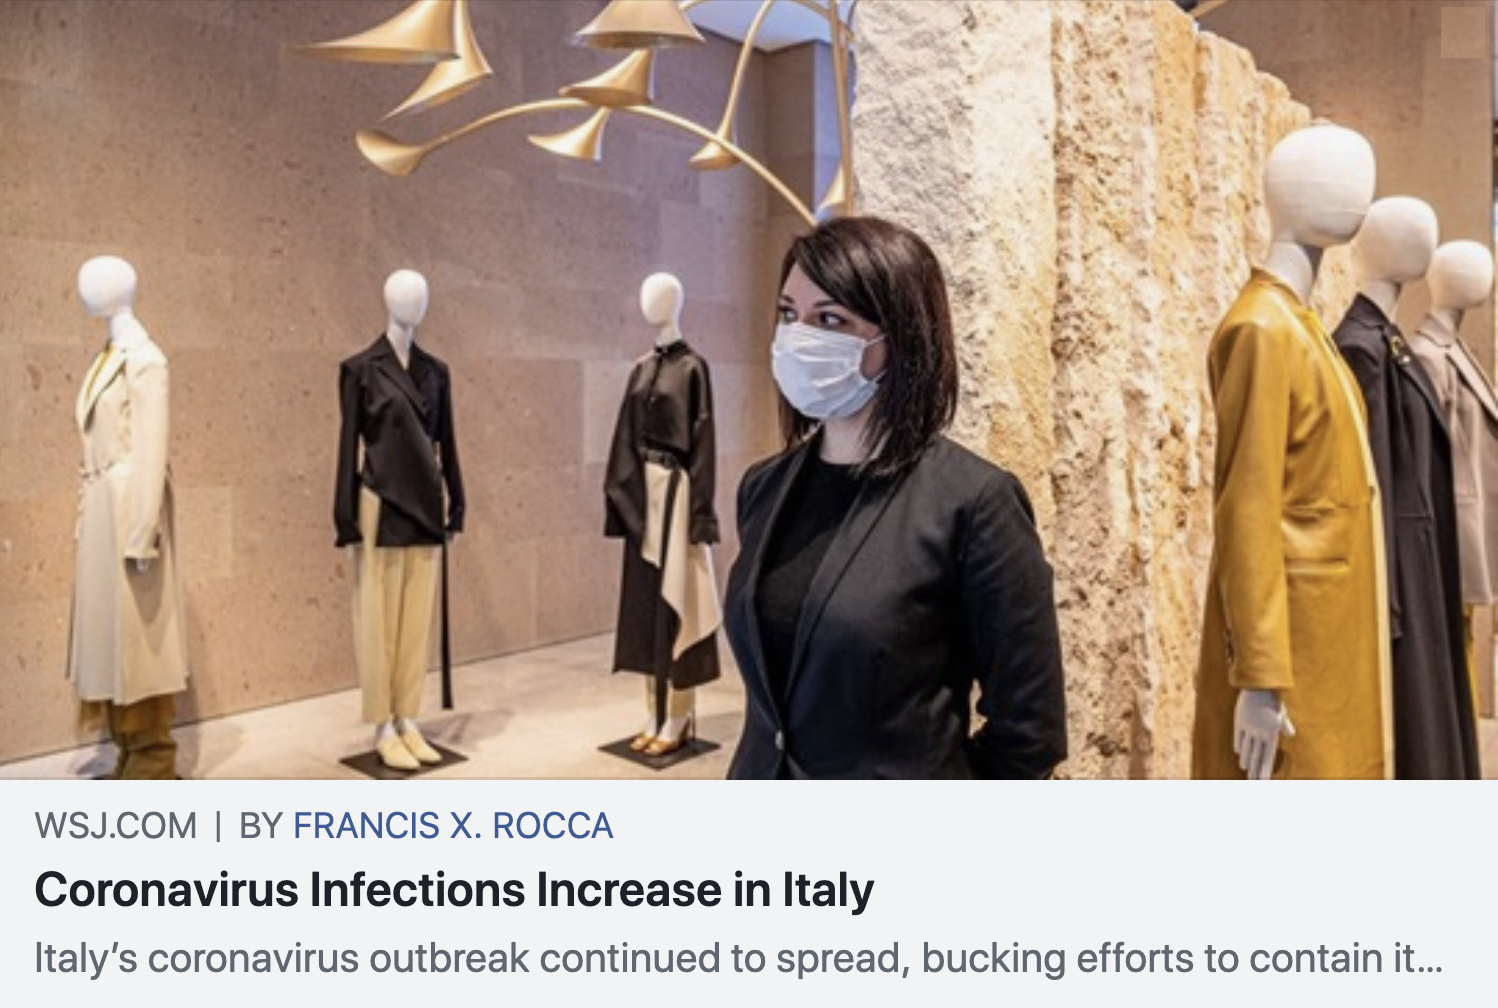 WSJ.COM | BY FRANCIS X. ROCCA
Coronavirus Infections Increase in Italy
Italy’s coronavirus outbreak continued to spread, bucking efforts to contain it...